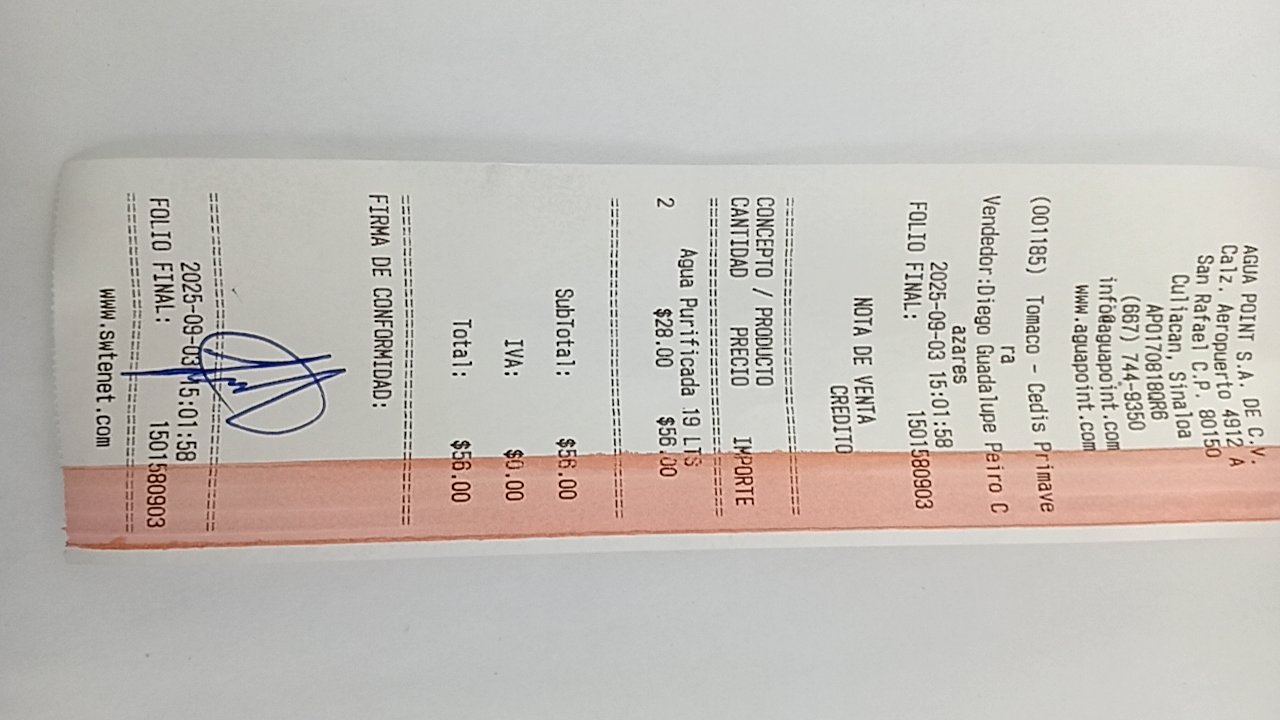 AGUA POINT S.A. DE C.V.
Calz. Aeropuerto 4912 A
San Rafael C.P. 80150
Culiacan, Sinaloa
APO170818QR6
(667) 744-9350
info@aguapoint.com
www.aguapoint.com
(001185) Tomaco - Cedis Primave
ra
Vendedor:Diego Guadalupe Peiro C
azares
2025-09-03 15:01:58
FOLIO FINAL: 1501580903
NOTA DE VENTA
CREDITO
================================
CONCEPTO / PRODUCTO
CANTIDAD PRECTO IMPORTE
================================
Agua Purificada 19 LTS
2 $28.00 $56.00
================================
SubTotal: $56.00
IVA: $0.00
Total: $56.00
================================
FIRMA DE CONFORMIDAD:
================================
2025-09-03 15:01:58
FOLIO FINAL: 1501580903
================================
www.swtenet.com